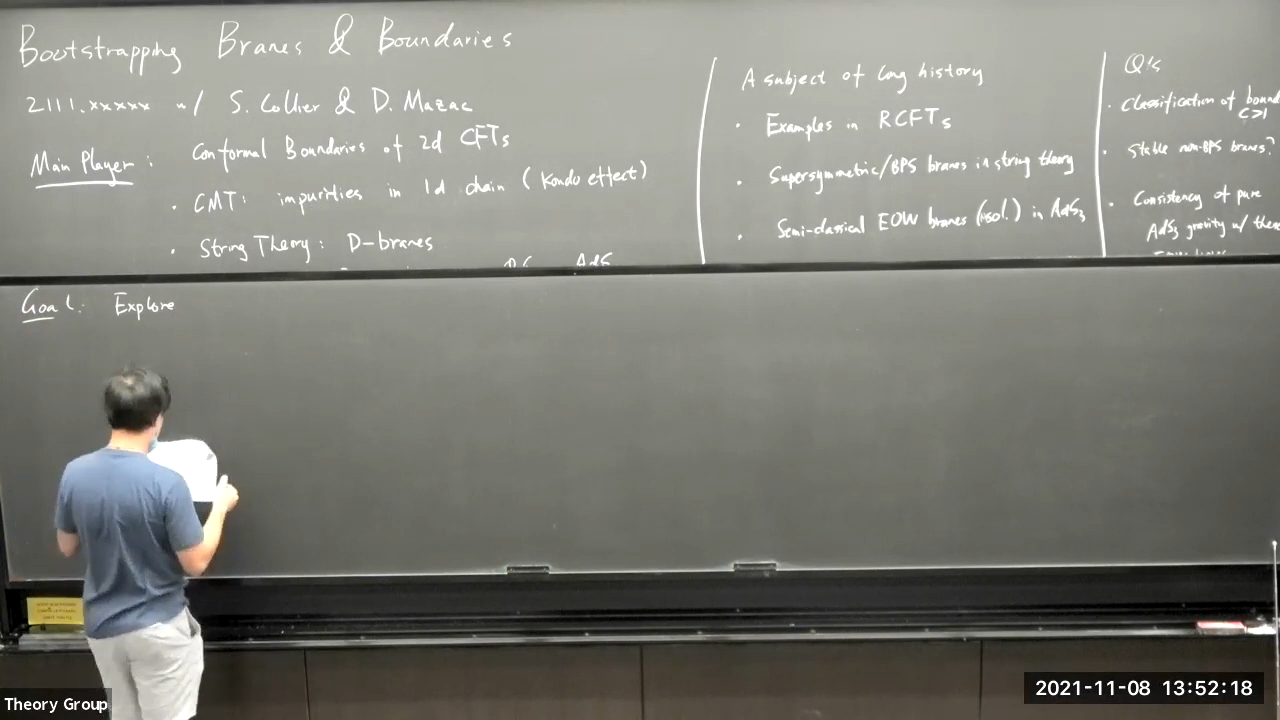 Bootstrapping Branes & Boundaries
2111.xxxxx w/ S. Collier & D. Mazac
Main Player: Conformal Boundaries of 2d CFTs
· CMT: impurities in 1d chain (Kondo effect)
· String Theory: D-branes
A subject of long history
· Examples in RCFTs
· Supersymmetric/BPS branes in string theory
· Semi-classical EOW branes (sol.) in AdS3
Q's
· Classification of bound
C>1
· Stable non-BPS branes?
· Consistency of pure
AdS3 gravity w/ these
Goal: Explore
Theory Group
2021-11-08 13:52:18